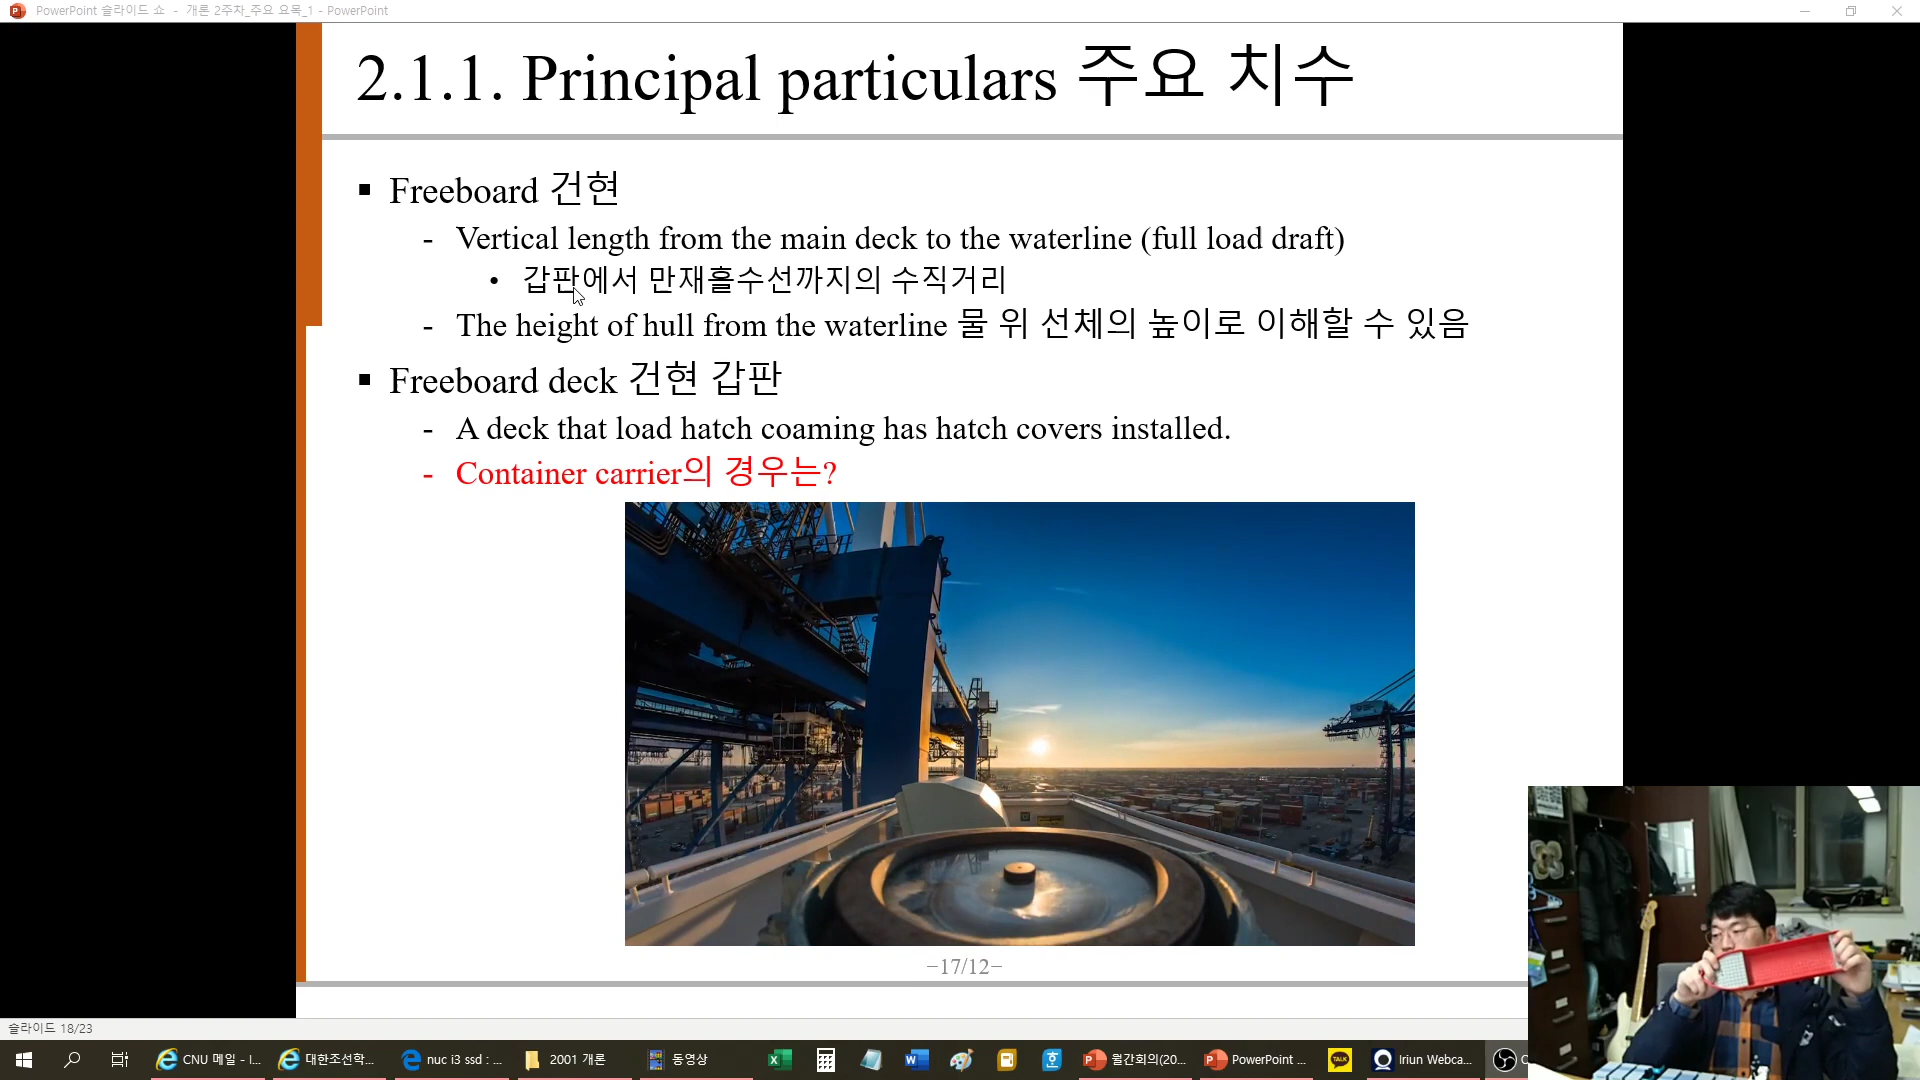 PowerPoint 슬라이드 쇼 - 개론 2주차_주요 요목_1 - PowerPoint
2.1.1. Principal particulars 주요 치수
▪ Freeboard 건현
- Vertical length from the main deck to the waterline (full load draft)
• 갑판에서 만재흘수선까지의 수직거리
- The height of hull from the waterline 물 위 선체의 높이로 이해할 수 있음
▪ Freeboard deck 건현 갑판
- A deck that load hatch coaming has hatch covers installed.
- Container carrier의 경우는?
−17/12−
슬라이드 18/23
CNU 메일 - I...
대한조선학...
nuc i3 ssd : ...
2001 개론
동영상
월간회의(20...
PowerPoint ...
TALK
Iriun Webca...